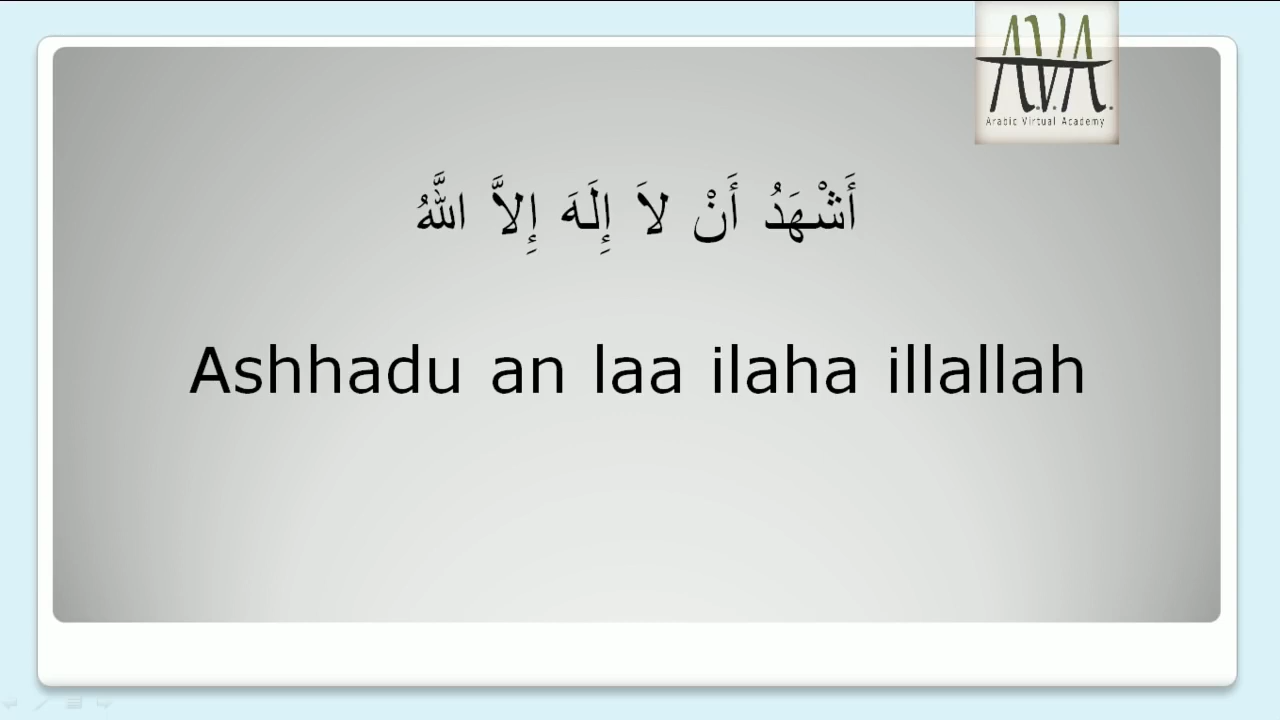 A.V.A.
Arabic Virtual Academy
أَشْهَدُ أَنْ لاَ إِلَهَ إِلاَّ اللَّهُ
Ashhadu an laa ilaha illallah